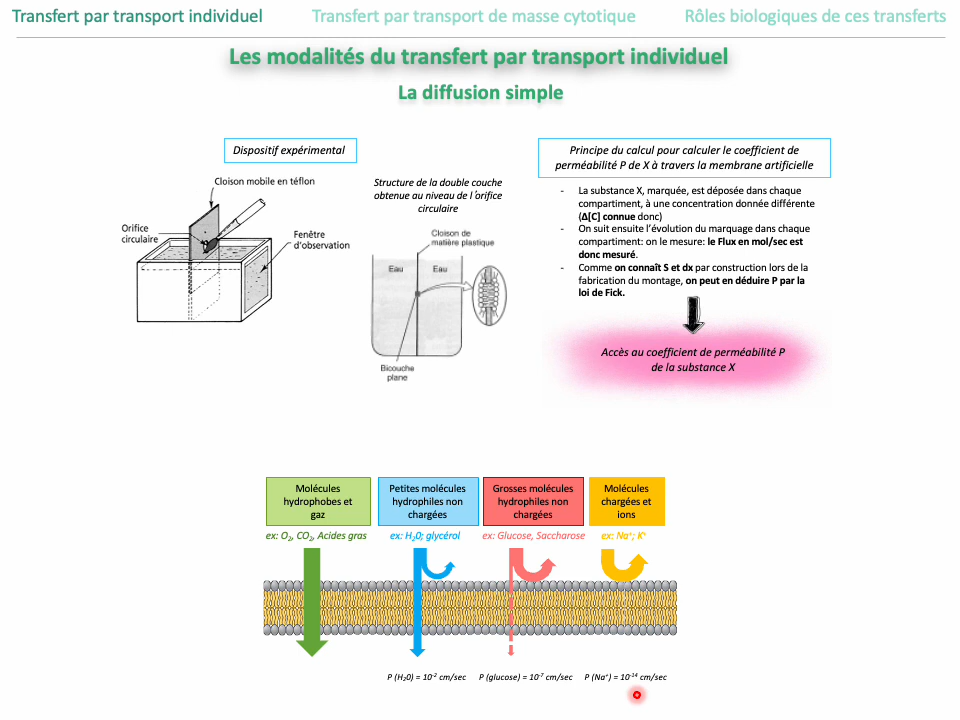 Transfert par transport individuel
Transfert par transport de masse cytotique
Rôles biologiques de ces transferts
Les modalités du transfert par transport individuel
La diffusion simple
Dispositif expérimental
Cloison mobile en téflon
Orifice
circulaire
Fenêtre
d'observation
Structure de la double couche
obtenue au niveau de l'orifice
circulaire
Cloison de
matière plastique
Eau
Eau
Bicouche
plane
Principe du calcul pour calculer le coefficient de
perméabilité P de X à travers la membrane artificielle
- La substance X, marquée, est déposée dans chaque
compartiment, à une concentration donnée différente
(Δ[C] connue donc)
- On suit ensuite l'évolution du marquage dans chaque
compartiment: on le mesure: le Flux en mol/sec est
donc mesuré.
- Comme on connaît S et dx par construction lors de la
fabrication du montage, on peut en déduire P par la
loi de Fick.
Accès au coefficient de perméabilité P
de la substance X
Molécules
hydrophobes et
gaz
Petites molécules
hydrophiles non
chargées
Grosses molécules
hydrophiles non
chargées
Molécules
chargées et
ions
ex: O₂, CO₂, Acides gras
ex: H₂0; glycérol
ex: Glucose, Saccharose
ex: Na⁺; K⁺
P (H₂0) = 10⁻² cm/sec
P (glucose) = 10⁻⁷ cm/sec
P (Na⁺) = 10⁻¹⁴ cm/sec